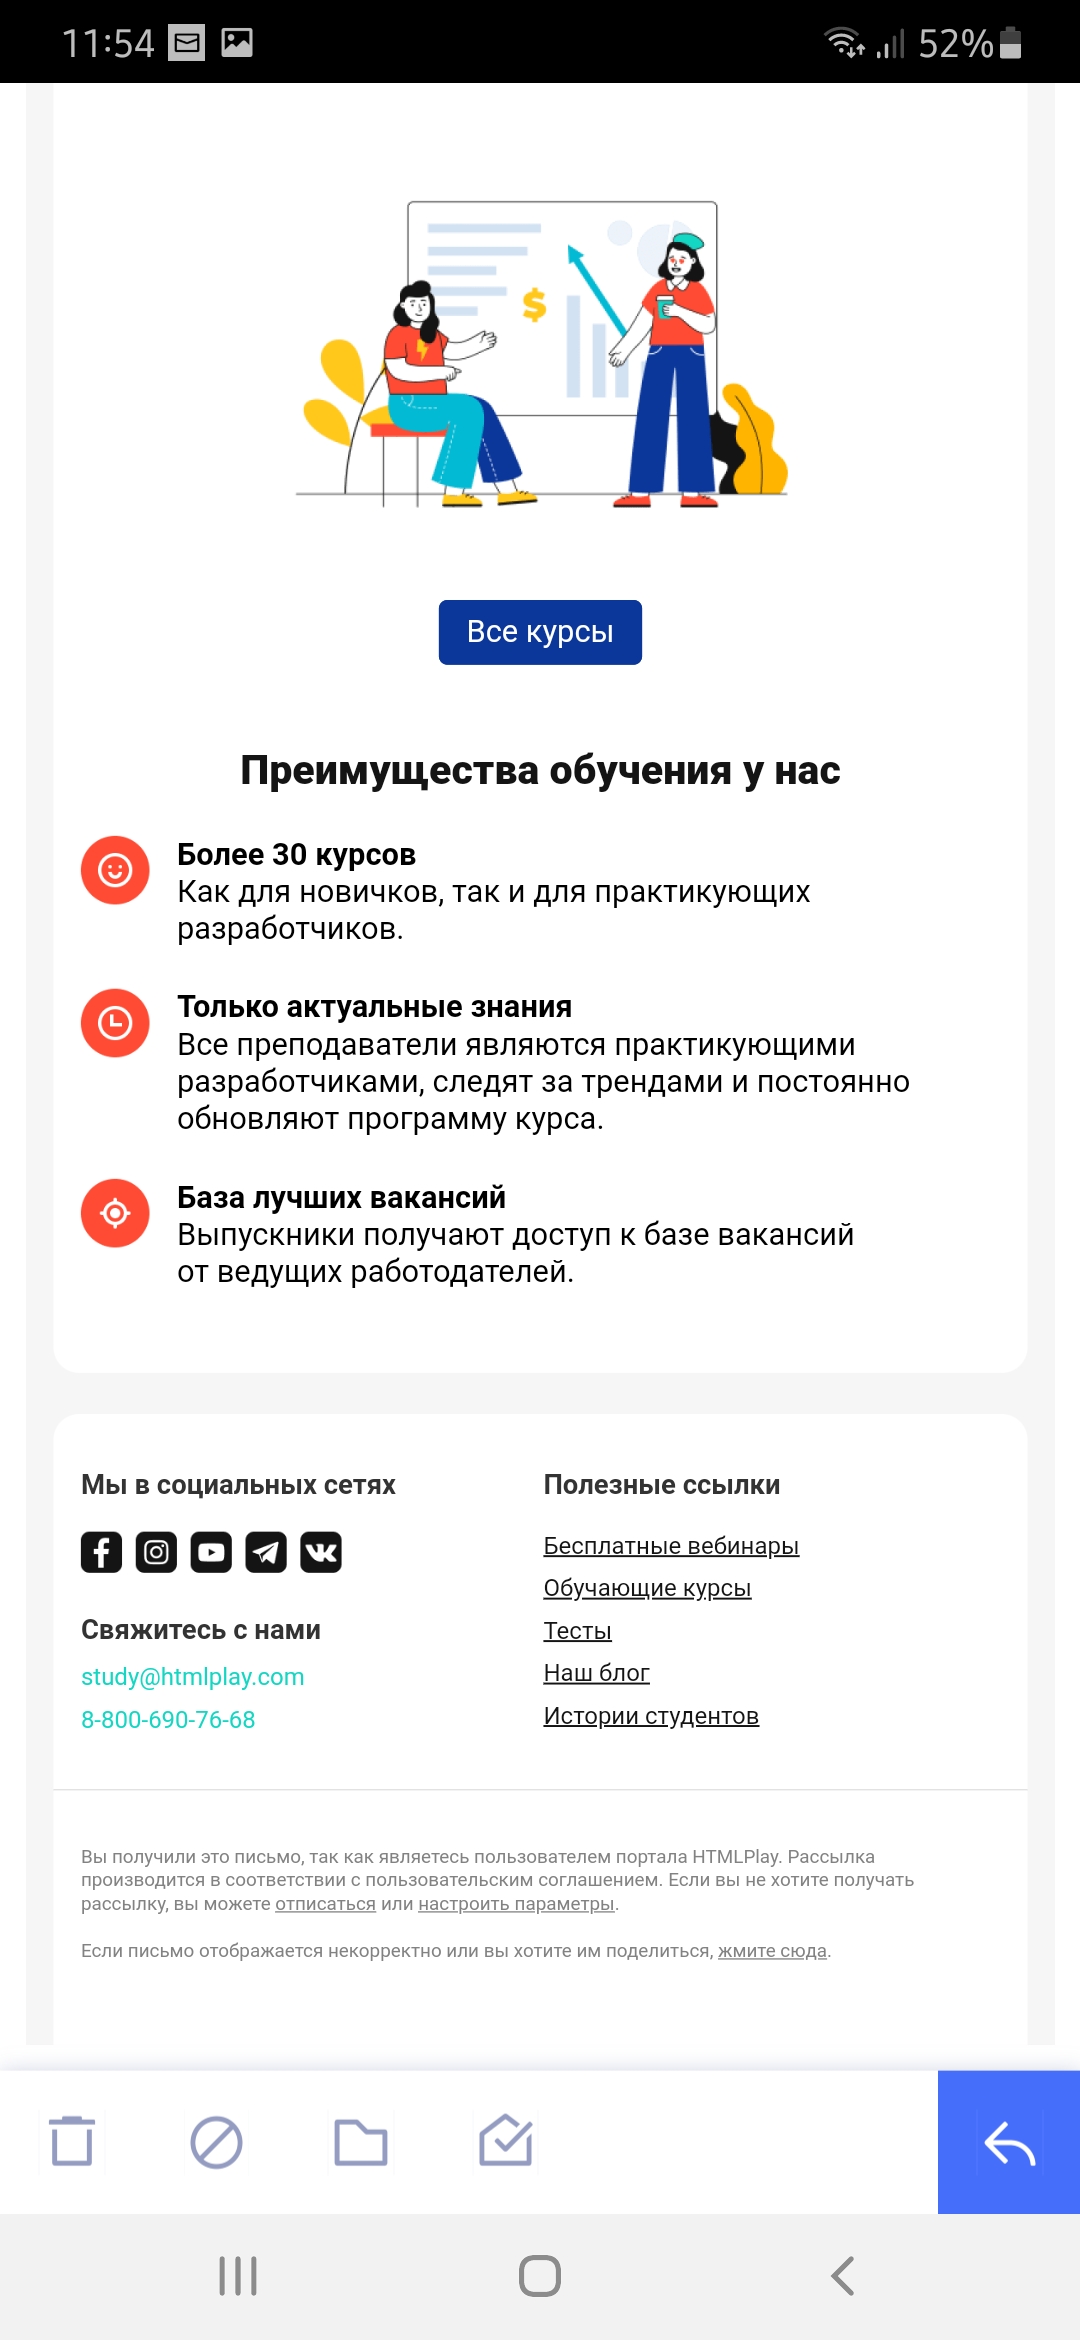 11:54
52%
Все курсы
Преимущества обучения у нас
Более 30 курсов
Как для новичков, так и для практикующих
разработчиков.
Только актуальные знания
Все преподаватели являются практикующими
разработчиками, следят за трендами и постоянно
обновляют программу курса.
База лучших вакансий
Выпускники получают доступ к базе вакансий
от ведущих работодателей.
Мы в социальных сетях
Свяжитесь с нами
study@htmlplay.com
8-800-690-76-68
Полезные ссылки
Бесплатные вебинары
Обучающие курсы
Тесты
Наш блог
Истории студентов
Вы получили это письмо, так как являетесь пользователем портала HTMLPlay. Рассылка
производится в соответствии с пользовательским соглашением. Если вы не хотите получать
рассылку, вы можете отписаться или настроить параметры.
Если письмо отображается некорректно или вы хотите им поделиться, жмите сюда.